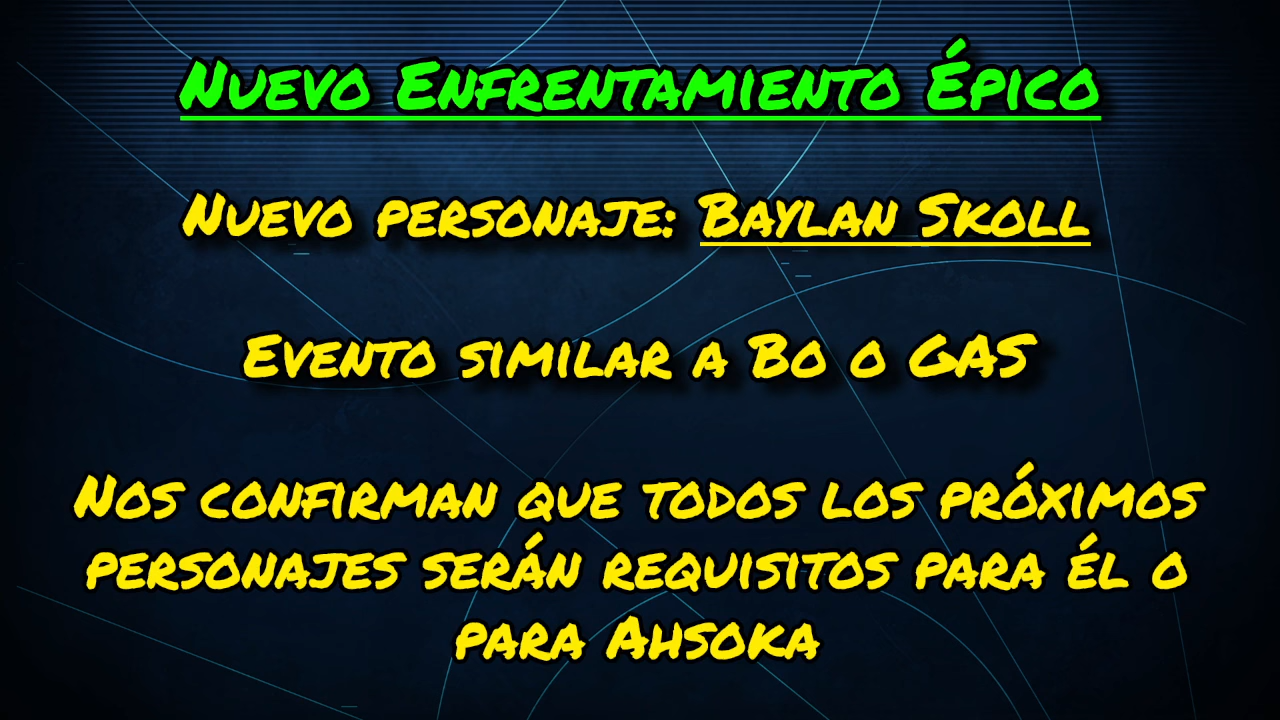 Nuevo Enfrentamiento Épico
Nuevo personaje: Baylan Skoll
Evento similar a Bo o GAS
Nos confirman que todos los próximos
personajes serán requisitos para él o
para Ahsoka